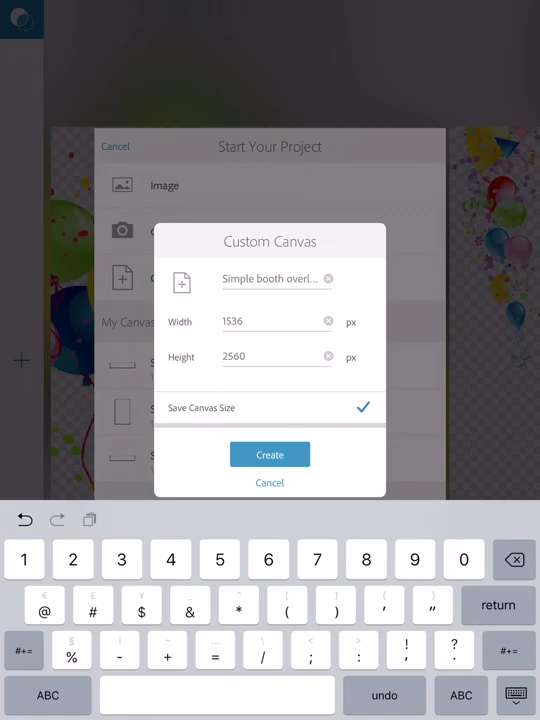 Cancel Start Your Project
Image
Custom Canvas
Simple booth overl...
Width 1536 px
My Canvas
Height 2560 px
Save Canvas Size
Create
Cancel
1 2 3 4 5 6 7 8 9 0
€ £ ¥ _ ^ [ ] { }
@ # $ & * ( ) ' "
return
§ ¡ ~ … \ < >
#+= % - + = / ; : ! , ? . #+=
ABC undo ABC